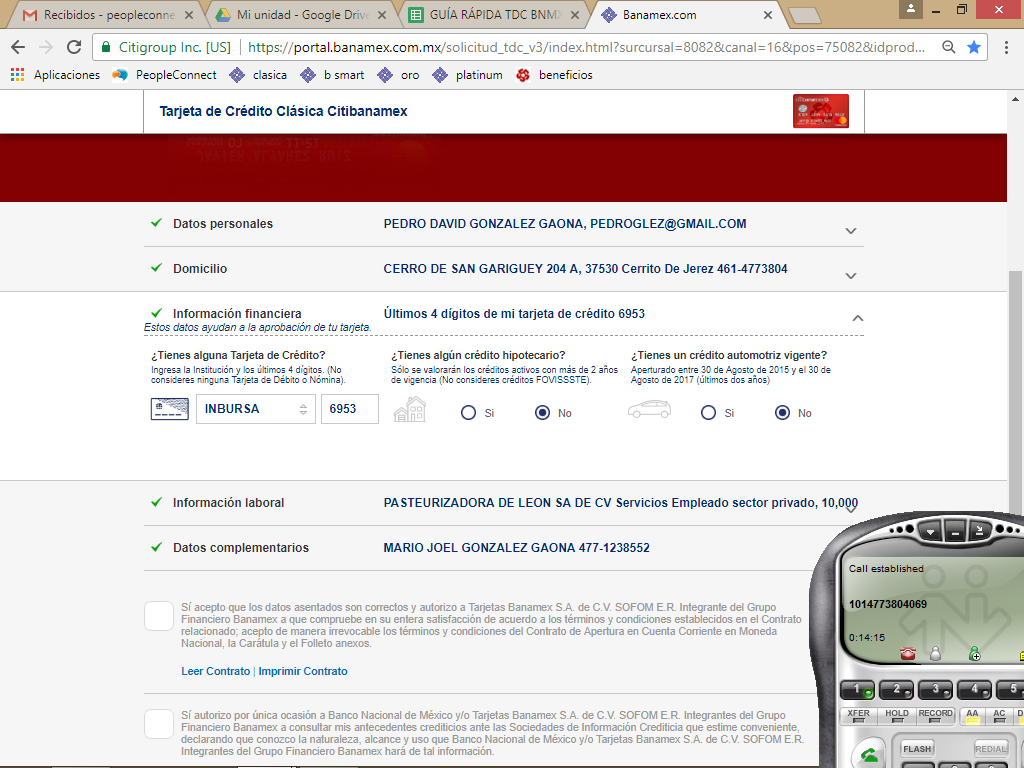 Recibidos - peopleconne
Mi unidad - Google Drive
GUÍA RÁPIDA TDC BNMX
Banamex.com
Citigroup Inc. [US] https://portal.banamex.com.mx/solicitud_tdc_v3/index.html?surcursal=8082&canal=16&pos=75082&idprod...
Aplicaciones PeopleConnect clasica b smart oro platinum beneficios
Tarjeta de Crédito Clásica Citibanamex
Datos personales PEDRO DAVID GONZALEZ GAONA, PEDROGLEZ@GMAIL.COM
Domicilio CERRO DE SAN GARIGUEY 204 A, 37530 Cerrito De Jerez 461-4773804
Información financiera Últimos 4 dígitos de mi tarjeta de crédito 6953
Estos datos ayudan a la aprobación de tu tarjeta.
¿Tienes alguna Tarjeta de Crédito?
Ingresa la Institución y los últimos 4 dígitos. (No
consideres ninguna Tarjeta de Débito o Nómina).
INBURSA 6953
¿Tienes algún crédito hipotecario?
Sólo se valorarán los créditos activos con más de 2 años
de vigencia (No consideres créditos FOVISSSTE).
Si No
¿Tienes un crédito automotriz vigente?
Aperturado entre 30 de Agosto de 2015 y el 30 de
Agosto de 2017 (últimos dos años)
Si No
Información laboral PASTEURIZADORA DE LEON SA DE CV Servicios Empleado sector privado, 10,000
Datos complementarios MARIO JOEL GONZALEZ GAONA 477-1238552
Sí acepto que los datos asentados son correctos y autorizo a Tarjetas Banamex S.A. de C.V. SOFOM E.R. Integrante del Grupo
Financiero Banamex a que compruebe en su entera satisfacción de acuerdo a los términos y condiciones establecidos en el Contrato
relacionado; acepto de manera irrevocable los términos y condiciones del Contrato de Apertura en Cuenta Corriente en Moneda
Nacional, la Carátula y el Folleto anexos.
Leer Contrato | Imprimir Contrato
Sí autorizo por única ocasión a Banco Nacional de México y/o Tarjetas Banamex S.A. de C.V. SOFOM E.R. Integrantes del Grupo
Financiero Banamex a consultar mis antecedentes crediticios ante las Sociedades de Información Crediticia que estime conveniente,
declarando que conozco la naturaleza, alcance y uso que Banco Nacional de México y/o Tarjetas Banamex S.A. de C.V. SOFOM E.R.
Integrantes del Grupo Financiero Banamex hará de tal información.
Call established
1014773804069
0:14:15
1 2 3 4 5
XFER HOLD RECORD AA AC D
FLASH REDIAL